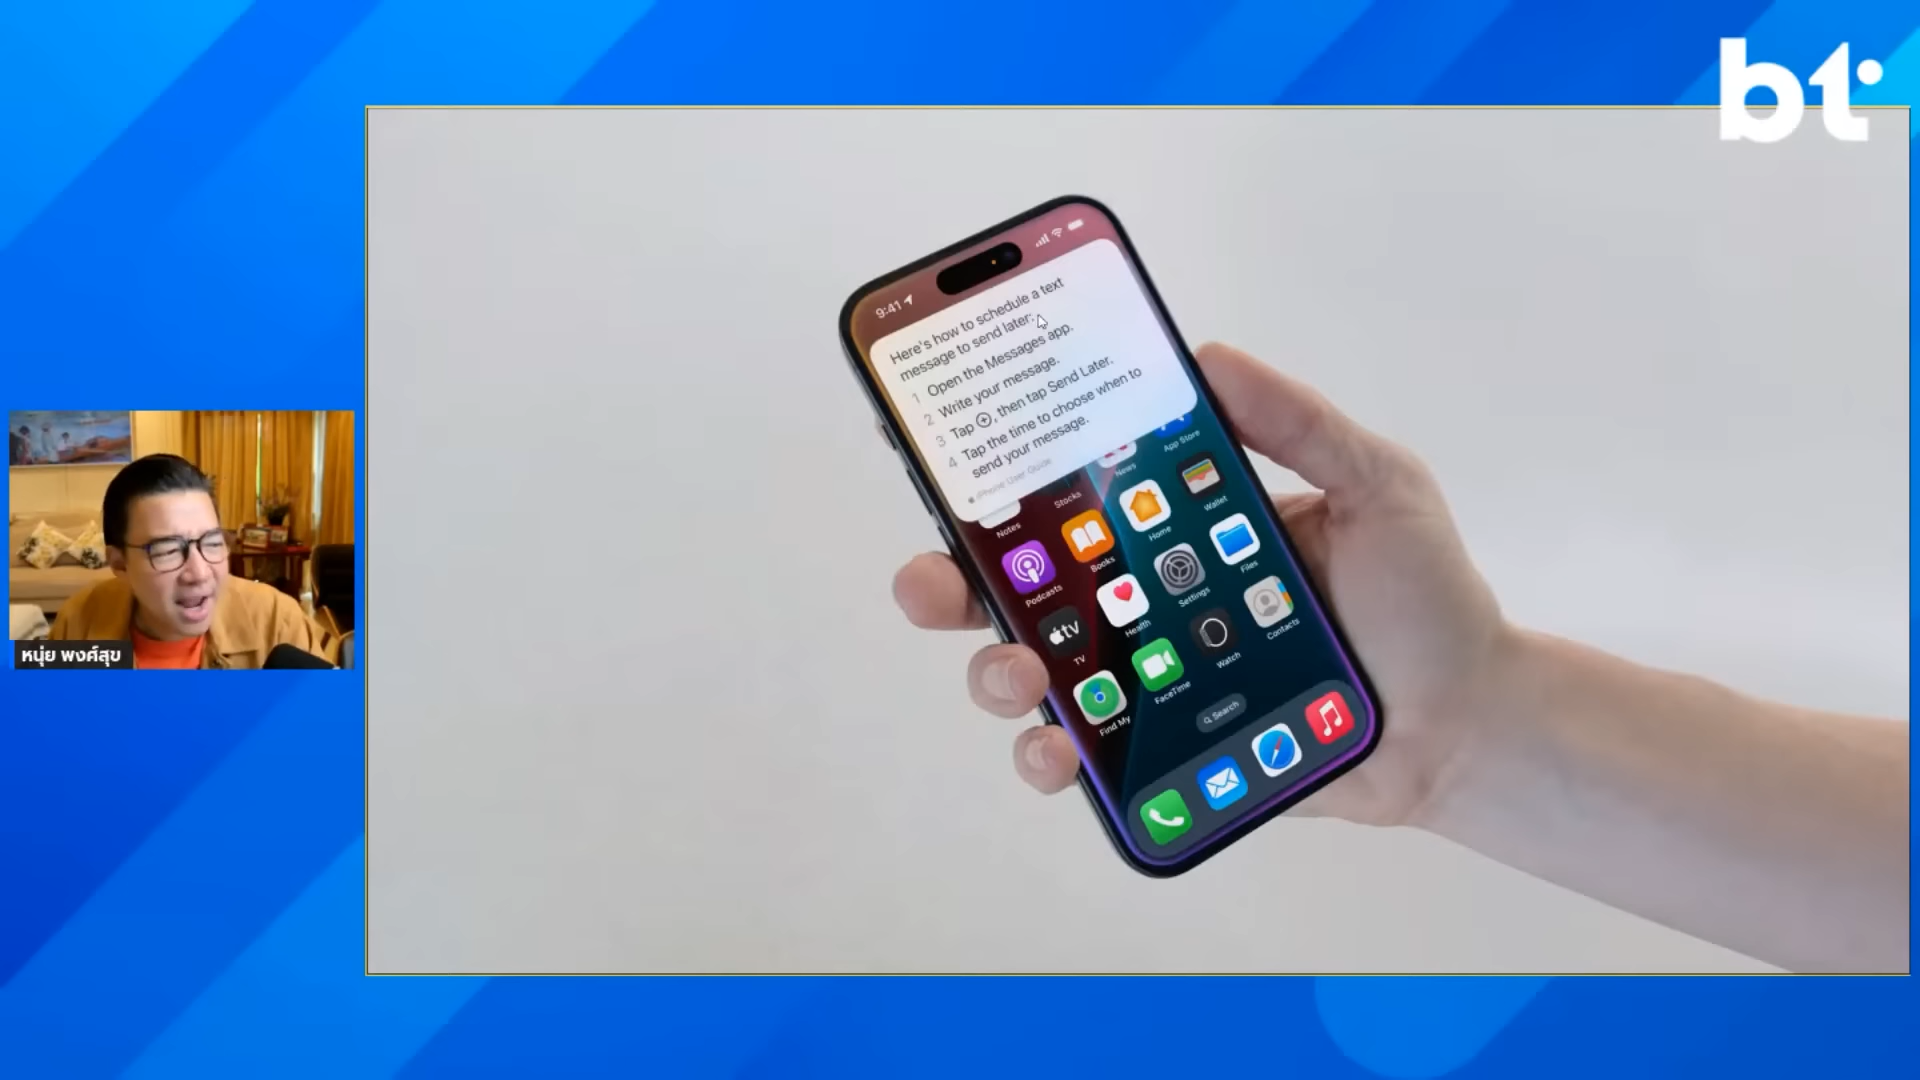 bt
9:41
Here's how to schedule a text
message to send later:
1 Open the Messages app.
2 Write your message.
3 Tap ⊕, then tap Send Later.
4 Tap the time to choose when to
send your message.
iPhone User Guide
App Store
News
Stocks
Notes
Wallet
Home
Books
Podcasts
Files
Settings
Health
tv
TV
Contacts
Watch
FaceTime
Find My
Search
หนุ่ย พงศ์สุข